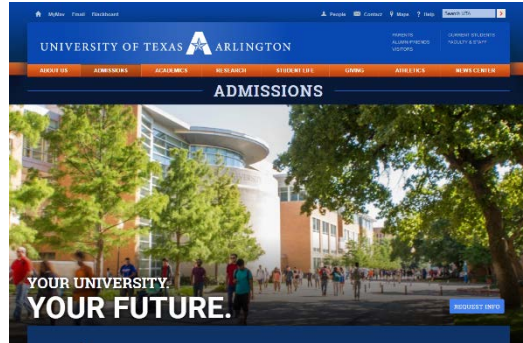 MyMav Email Blackboard People Contact Maps ? Help Search UTA
UNIVERSITY OF TEXAS A ARLINGTON
PARENTS
ALUMNI+FRIENDS
VISITORS
CURRENT STUDENTS
FACULTY & STAFF
ABOUT US ADMISSIONS ACADEMICS RESEARCH STUDENT LIFE GIVING ATHLETICS NEWS CENTER
ADMISSIONS
YOUR UNIVERSITY.
YOUR FUTURE.
REQUEST INFO